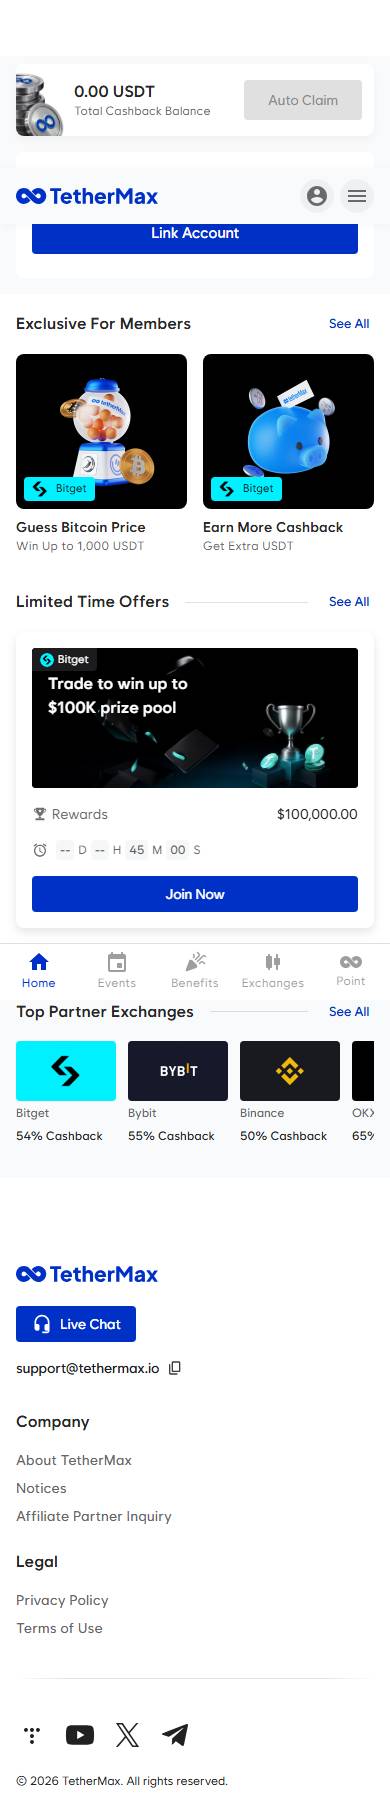 0.00 USDT
Total Cashback Balance
Auto Claim
TetherMax
Link Account
Exclusive For Members
See All
Bitget
Bitget
Guess Bitcoin Price
Win Up to 1,000 USDT
Earn More Cashback
Get Extra USDT
Limited Time Offers
See All
Bitget
Trade to win up to
$100K prize pool
Rewards
$100,000.00
-- D -- H 45 M 00 S
Join Now
Home
Events
Benefits
Exchanges
Point
Top Partner Exchanges
See All
BYBIT
Bitget
Bybit
Binance
OKX
54% Cashback
55% Cashback
50% Cashback
65%
TetherMax
Live Chat
support@tethermax.io
Company
About TetherMax
Notices
Affiliate Partner Inquiry
Legal
Privacy Policy
Terms of Use
© 2026 TetherMax. All rights reserved.